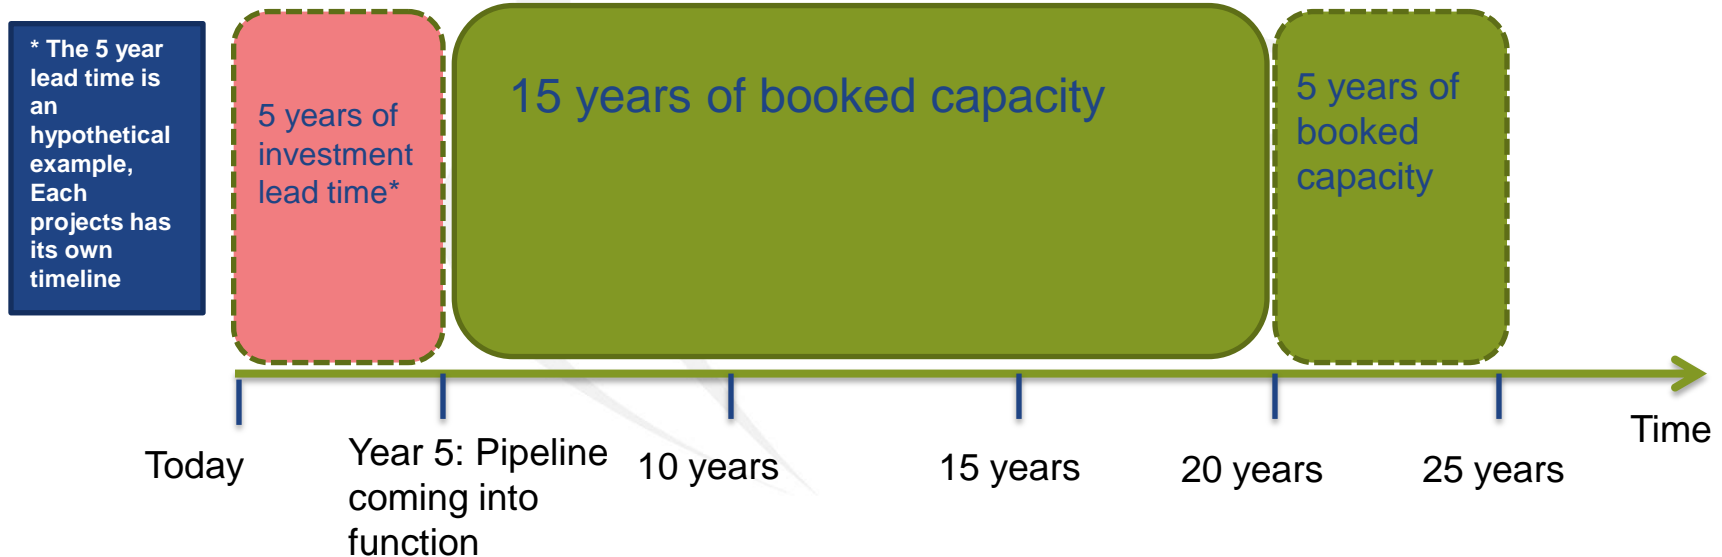 * The 5 year
lead time is
an
hypothetical
example,
Each
projects has
its own
timeline
5 years of
investment
lead time*
15 years of booked capacity
5 years of
booked
capacity
Time
Today
Year 5: Pipeline
coming into
function
10 years
15 years
20 years
25 years